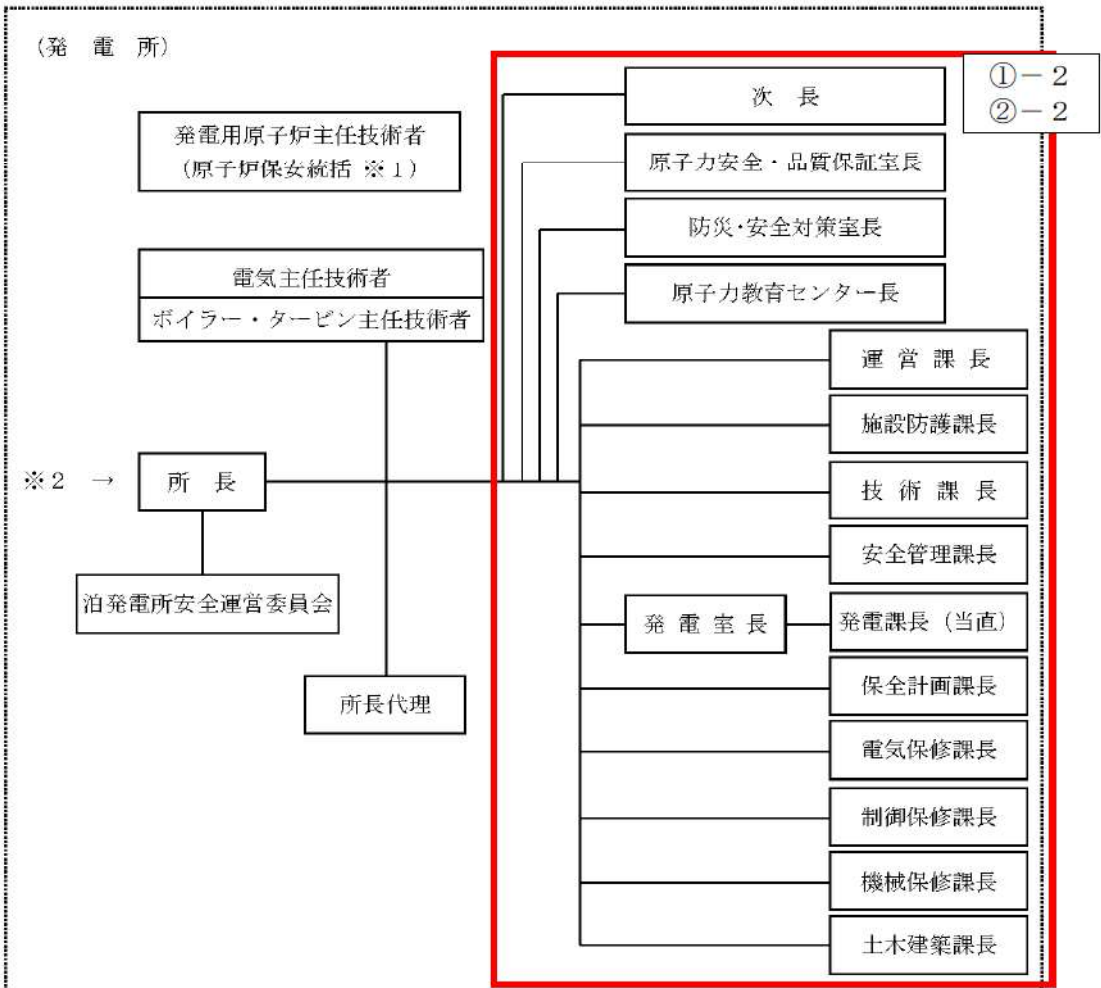 (発 電 所)
①-2
②-2
次 長
発電用原子炉主任技術者
(原子炉保安統括 ※1)
原子力安全・品質保証室長
防災・安全対策室長
電気主任技術者
ボイラー・タービン主任技術者
原子力教育センター長
運 営 課 長
施設防護課長
※2 → 所 長
技 術 課 長
安全管理課長
泊発電所安全運営委員会
発 電 室 長
発電課長 (当直)
保全計画課長
所長代理
電気保修課長
制御保修課長
機械保修課長
土木建築課長